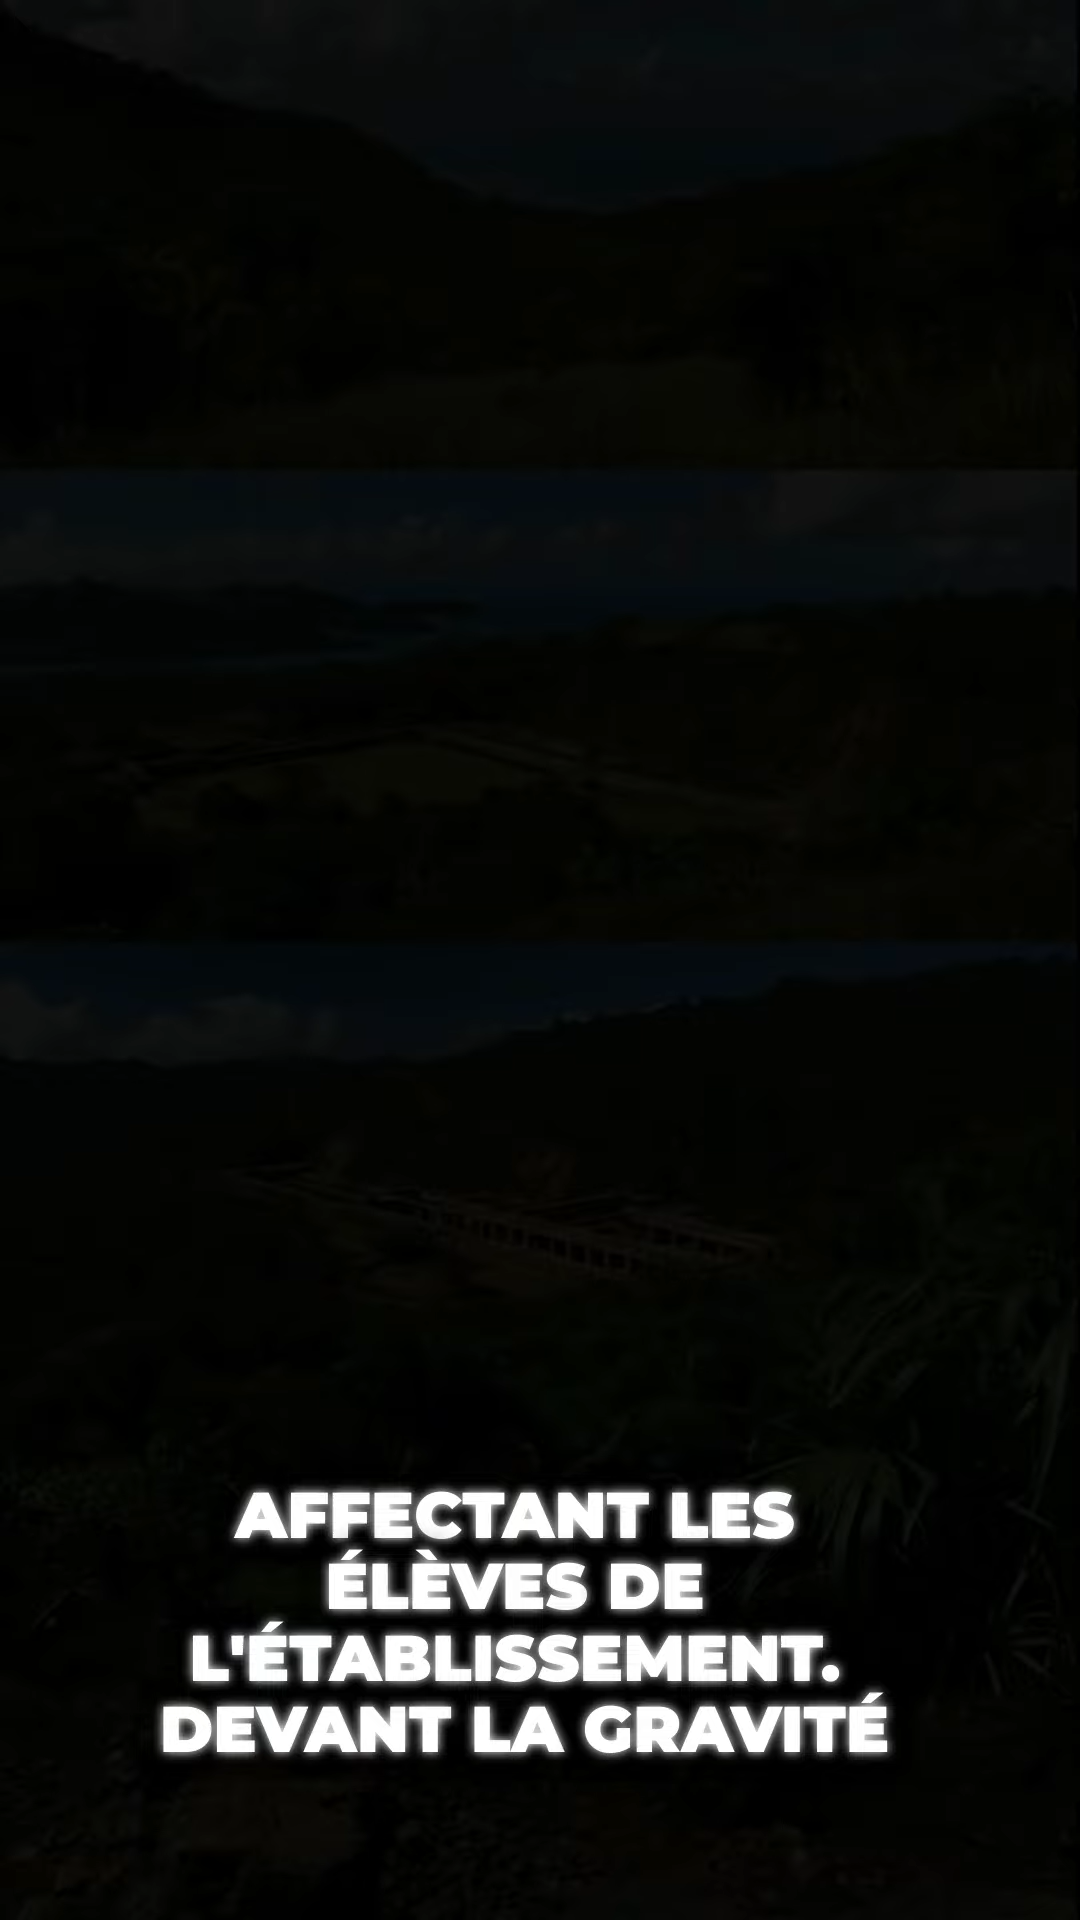 AFFECTANT LES
ÉLÈVES DE
L'ÉTABLISSEMENT.
DEVANT LA GRAVITÉ